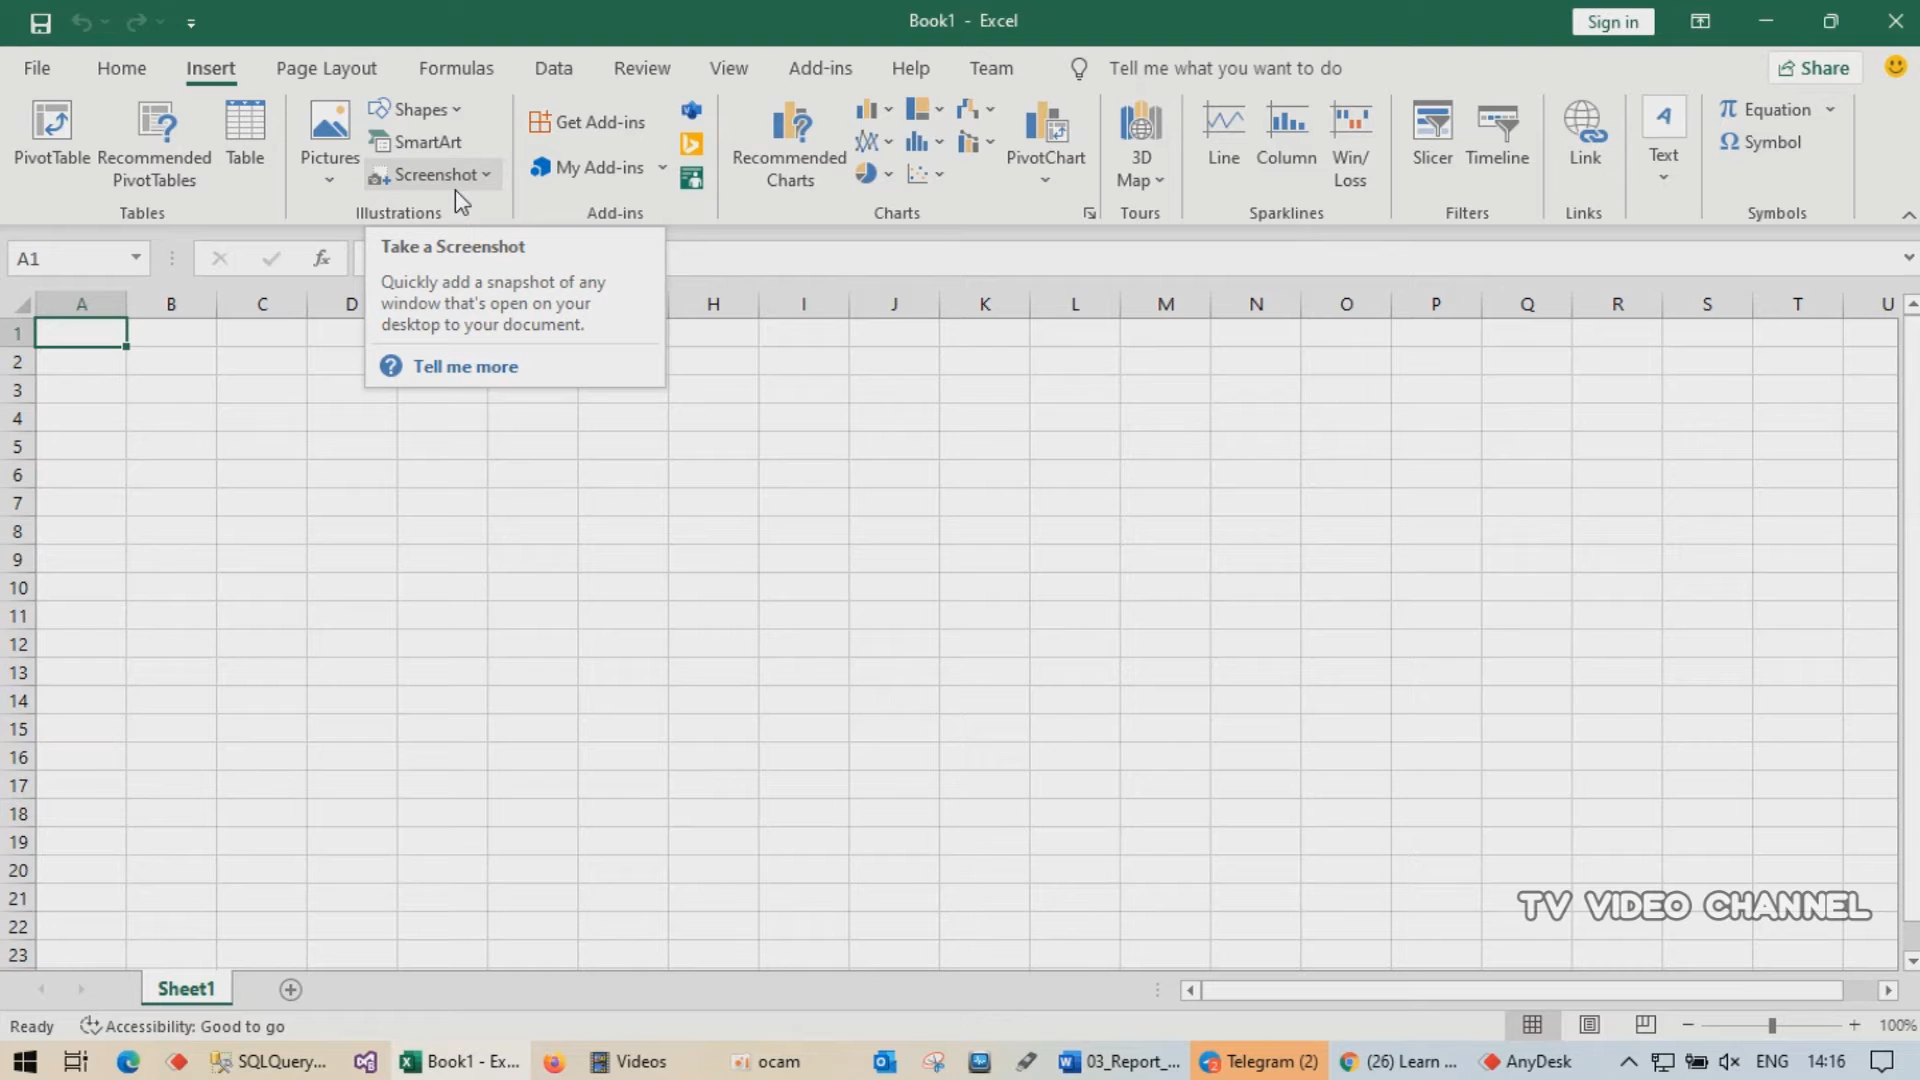 Book1 - Excel
Sign in
File Home Insert Page Layout Formulas Data Review View Add-ins Help Team Tell me what you want to do Share
PivotTable
Recommended
PivotTables
Table
Tables
Pictures
Shapes
SmartArt
Screenshot
Illustrations
Get Add-ins
My Add-ins
Add-ins
Recommended
Charts
PivotChart
Charts
3D
Map
Tours
Line
Column
Win/
Loss
Sparklines
Slicer
Timeline
Filters
Link
Links
A
Text
π Equation
Ω Symbol
Symbols
A1
fx
Take a Screenshot
Quickly add a snapshot of any
window that's open on your
desktop to your document.
? Tell me more
A B C D H I J K L M N O P Q R S T U
1
2
3
4
5
6
7
8
9
10
11
12
13
14
15
16
17
18
19
20
21
22
23
TV VIDEO CHANNEL
Sheet1
Ready Accessibility: Good to go 100%
SQLQuery... Book1 - Ex... Videos ocam 03_Report_... Telegram (2) (26) Learn ... AnyDesk ENG 14:16